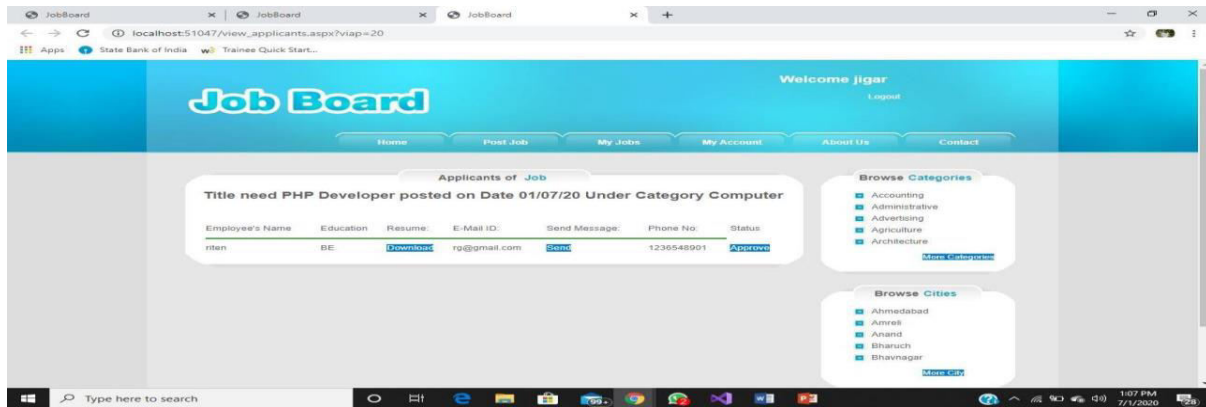 JobBoard
JobBoard
JobBoard
localhost:51047/view_applicants.aspx?viap=20
Apps State Bank of India Trainee Quick Start...
Welcome jigar
Logout
Job Board
Home Post Job My Jobs My Account About Us Contact
Applicants of Job
Title need PHP Developer posted on Date 01/07/20 Under Category Computer
Employee's Name Education Resume: E-Mail ID: Send Message: Phone No: Status
riten BE Download rg@gmail.com Send 1236548901 Approve
Browse Categories
Accounting
Administrative
Advertising
Agriculture
Architecture
More Categories
Browse Cities
Ahmedabad
Amreli
Anand
Bharuch
Bhavnagar
More City
Type here to search
99+
1:07 PM
7/1/2020
28